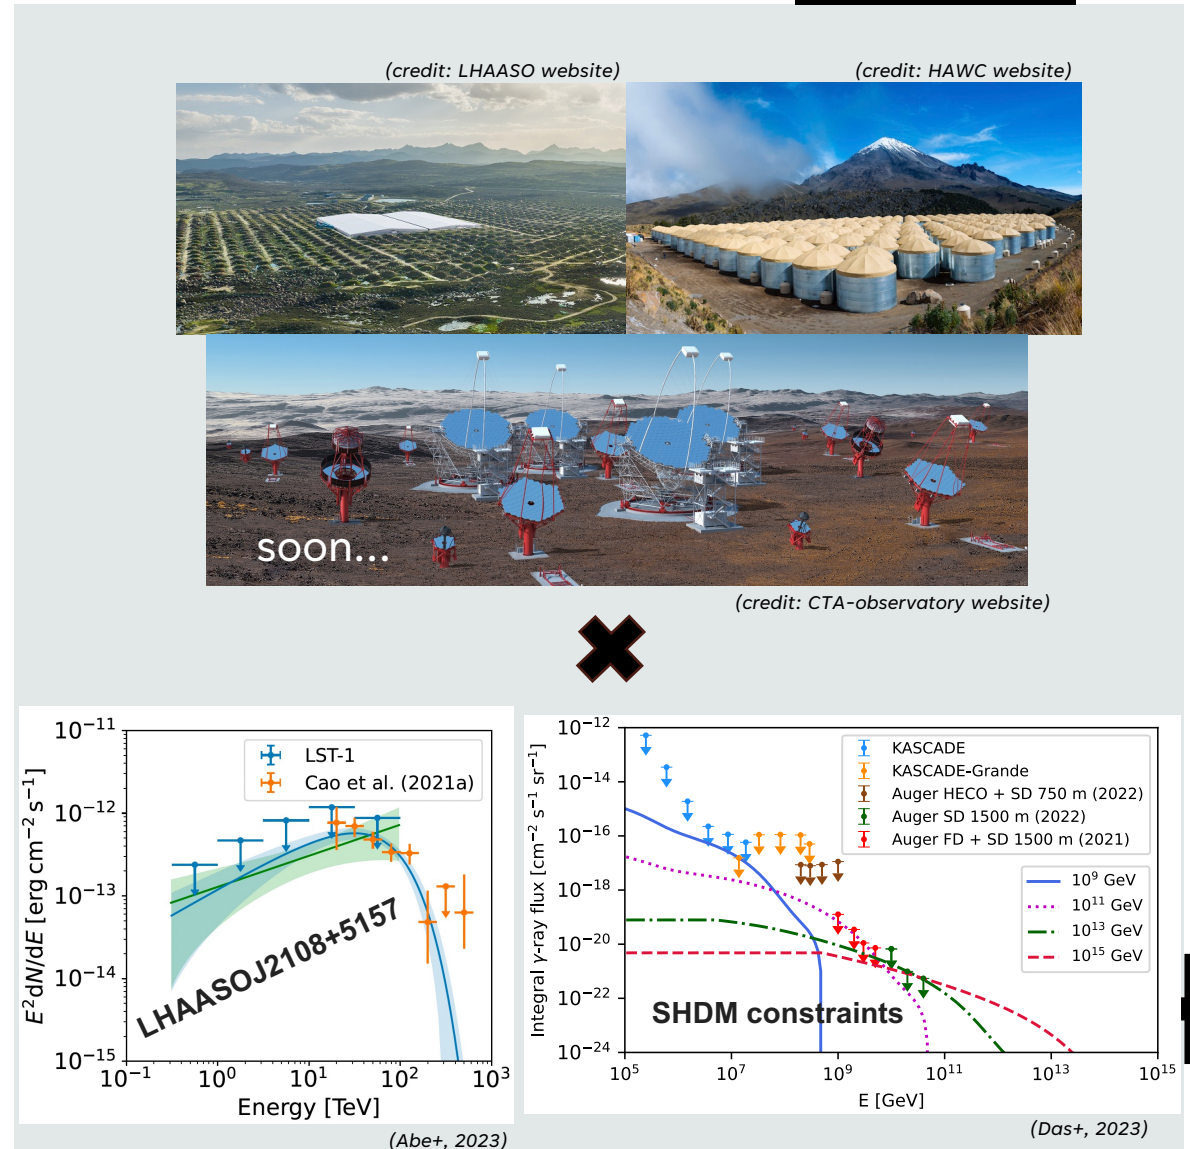 (credit: LHAASO website)
(credit: HAWC website)
soon...
(credit: CTA-observatory website)
10⁻¹¹
10⁻¹²
10⁻¹³
10⁻¹⁴
10⁻¹⁵
E² dN/dE [erg cm⁻² s⁻¹]
LST-1
Cao et al. (2021a)
LHAASOJ2108+5157
10⁻¹ 10⁰ 10¹ 10² 10³
Energy [TeV]
(Abe+, 2023)
10⁻¹²
10⁻¹⁴
10⁻¹⁶
10⁻¹⁸
10⁻²⁰
10⁻²²
10⁻²⁴
Integral γ-ray flux [cm⁻² s⁻¹ sr⁻¹]
KASCADE
KASCADE-Grande
Auger HECO + SD 750 m (2022)
Auger SD 1500 m (2022)
Auger FD + SD 1500 m (2021)
10⁹ GeV
10¹¹ GeV
10¹³ GeV
10¹⁵ GeV
SHDM constraints
10⁵ 10⁷ 10⁹ 10¹¹ 10¹³ 10¹⁵
E [GeV]
(Das+, 2023)